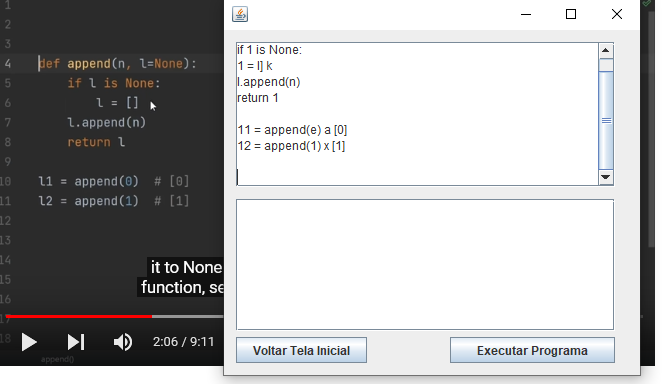 1
2
3
4 def append(n, l=None):
5 if l is None:
6 l = []
7 l.append(n)
8 return l
9
10 l1 = append(0) # [0]
11 l2 = append(1) # [1]
12
13
14
15
16
17
18
it to None
function, se
2:06 / 9:11
append()
if 1 is None:
1 = l] k
l.append(n)
return 1
11 = append(e) a [0]
12 = append(1) x [1]
Voltar Tela Inicial
Executar Programa